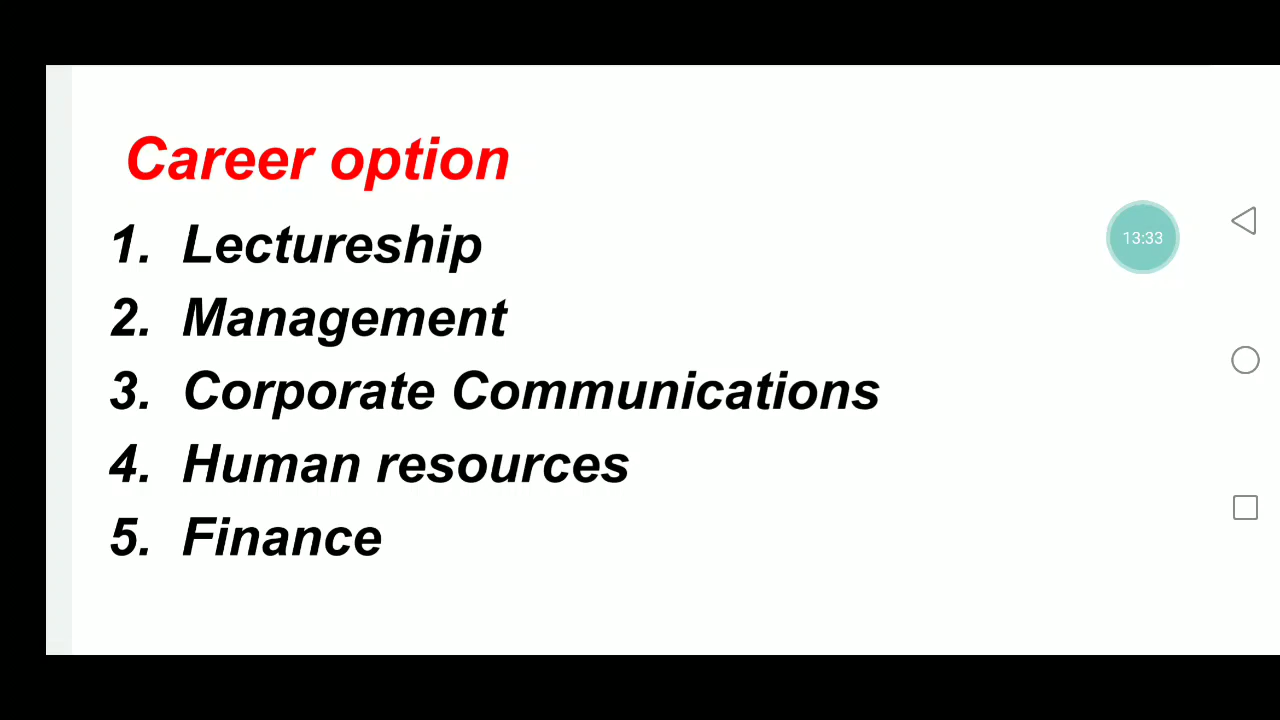 Career option
1. Lectureship
13:33
2. Management
3. Corporate Communications
4. Human resources
5. Finance